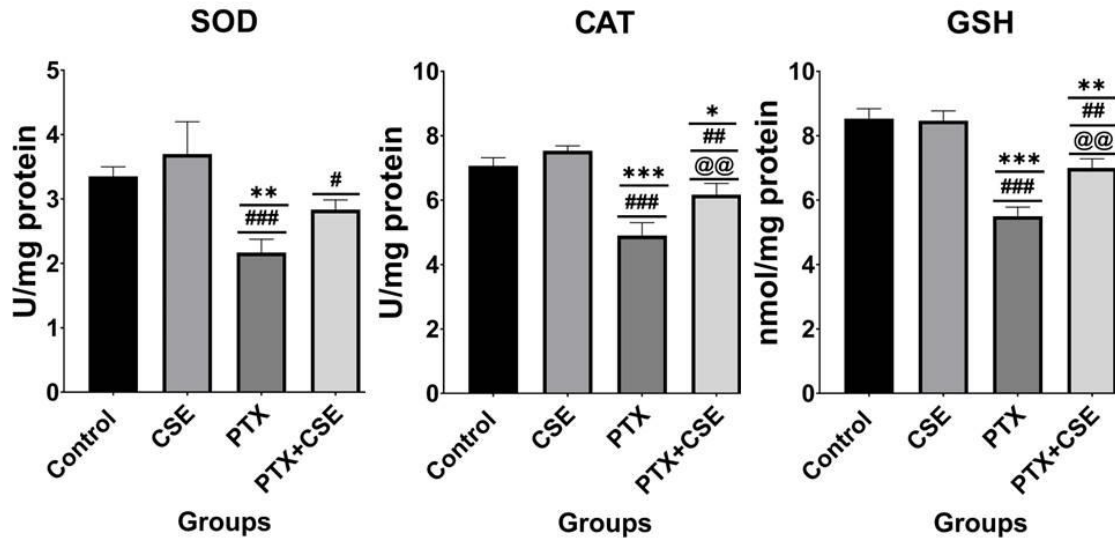 SOD
U/mg protein
5
4
3
2
1
0
**
###
#
Control
CSE
PTX
PTX+CSE
Groups
CAT
U/mg protein
10
8
6
4
2
0
***
###
*
##
@@
Control
CSE
PTX
PTX+CSE
Groups
GSH
nmol/mg protein
10
8
6
4
2
0
***
###
**
##
@@
Control
CSE
PTX
PTX+CSE
Groups